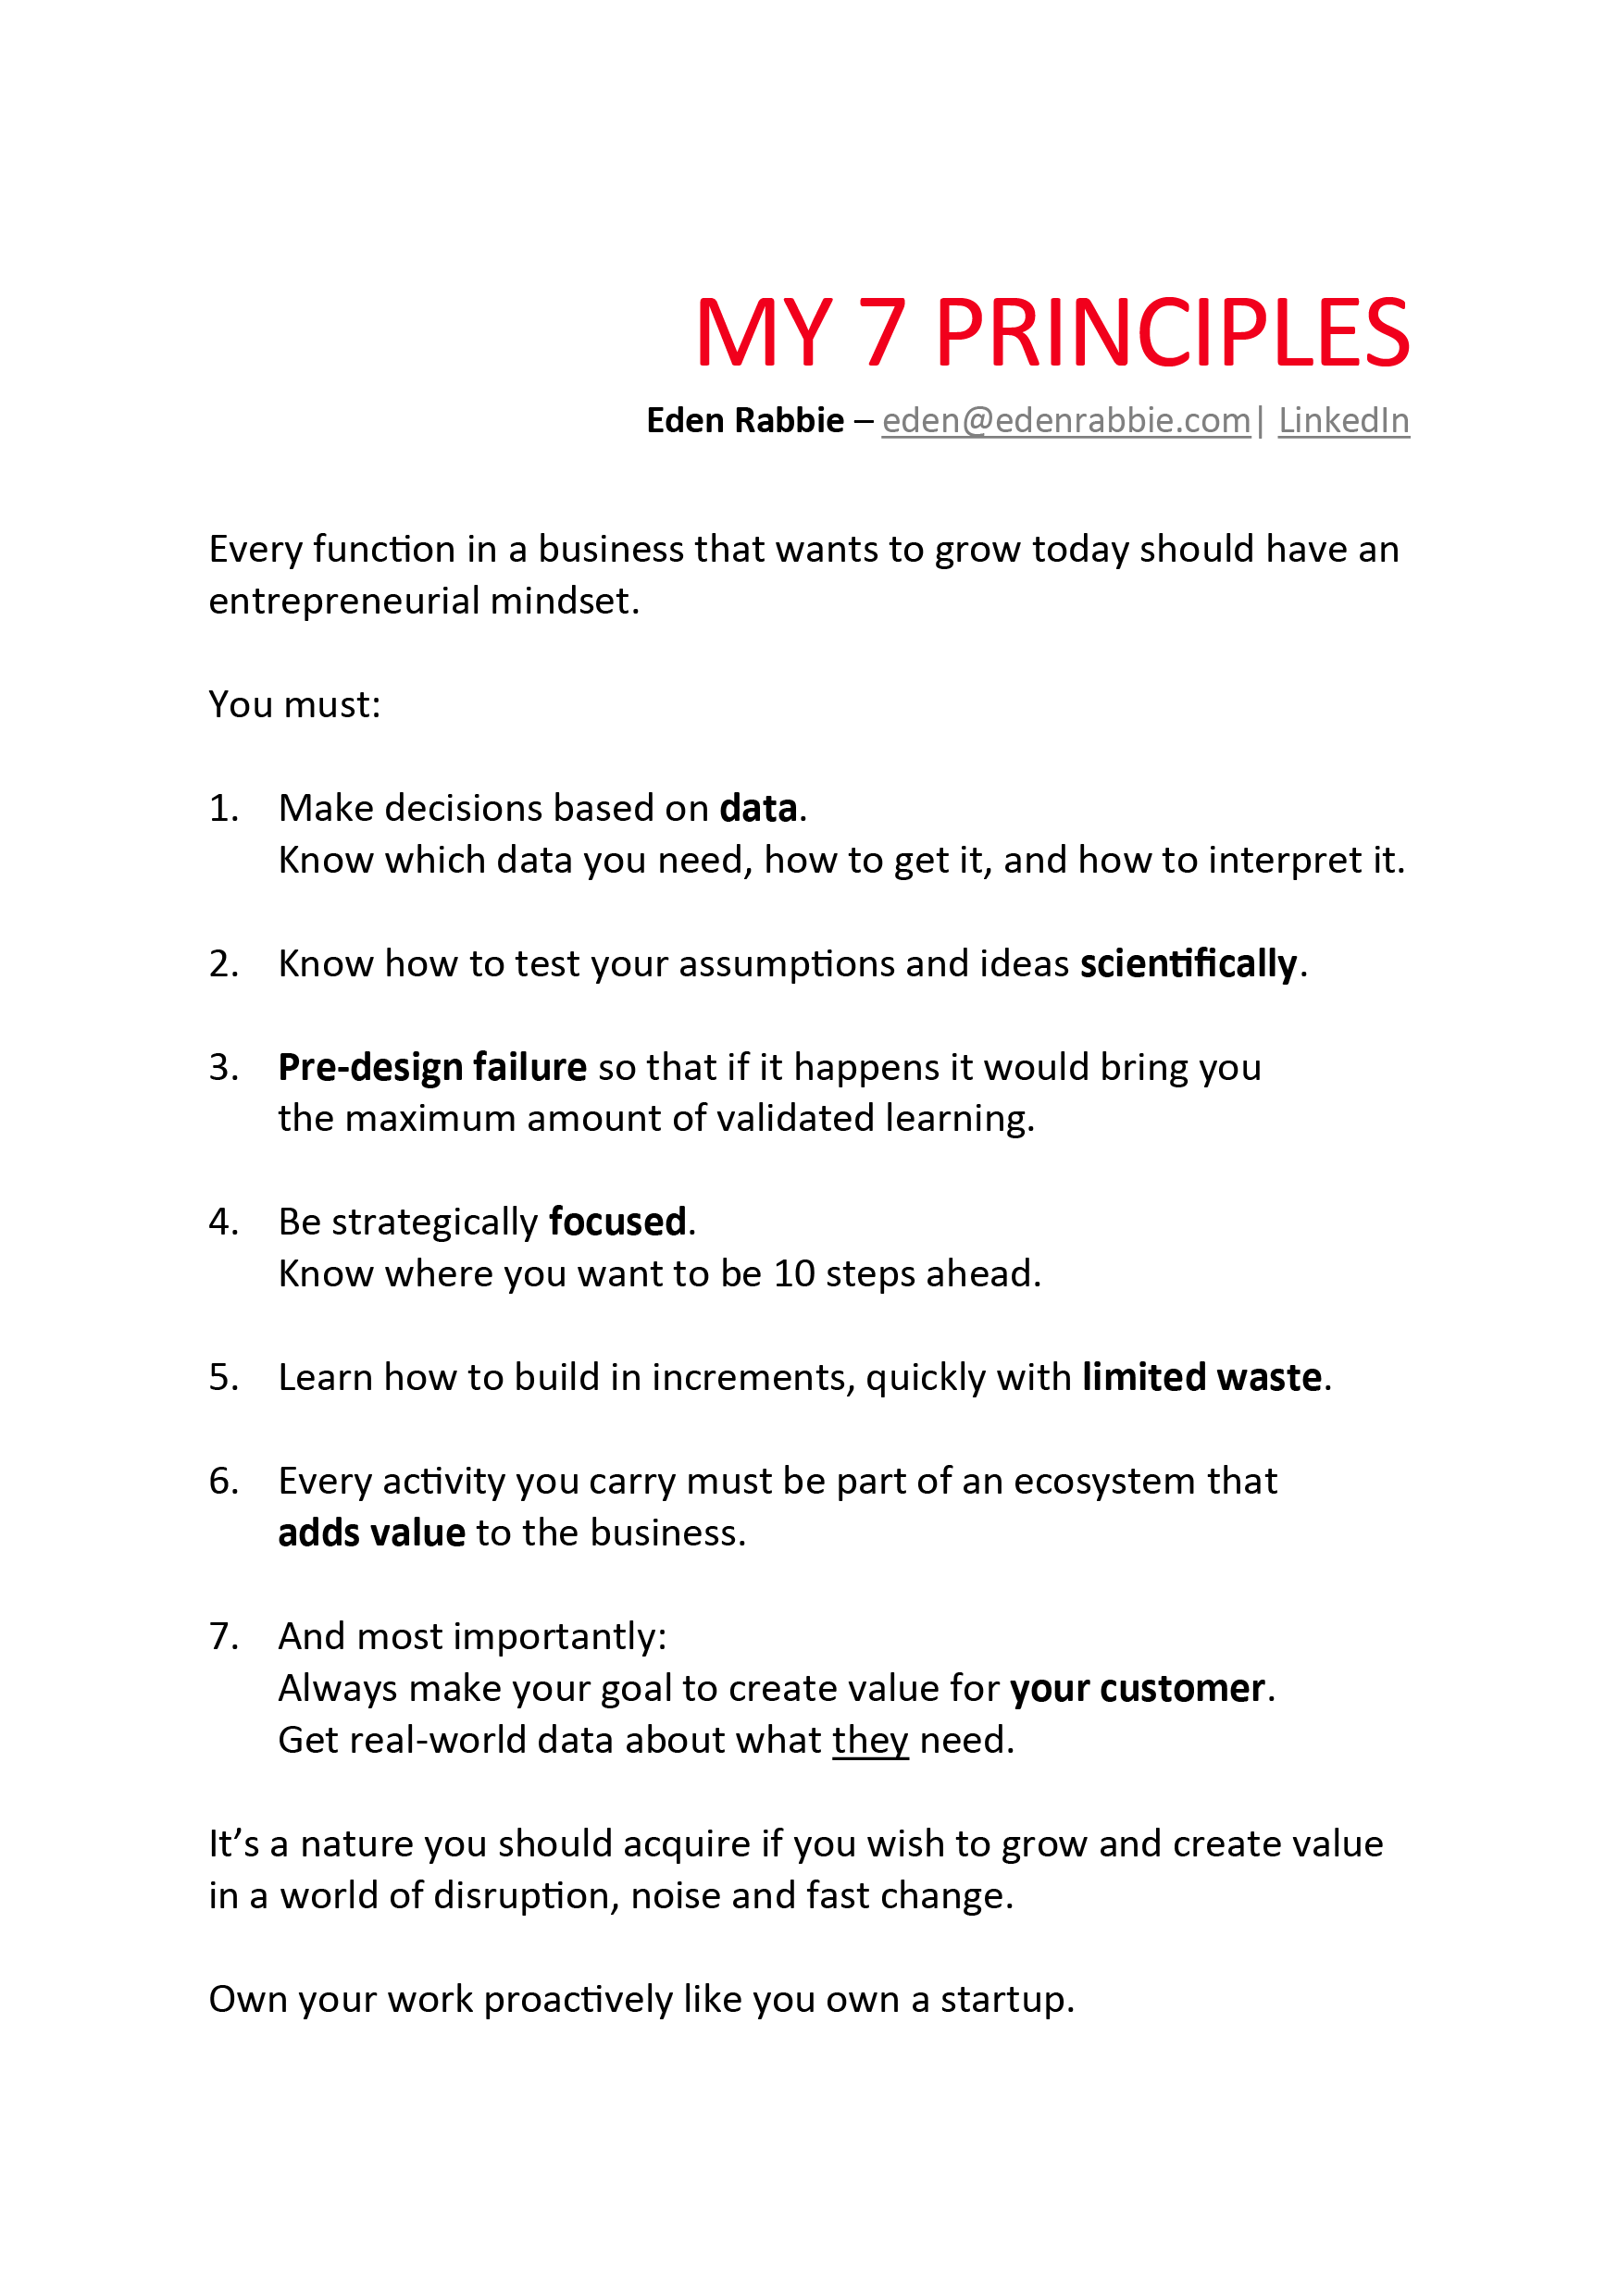 MY 7 PRINCIPLES
Eden Rabbie – eden@edenrabbie.com| LinkedIn
Every function in a business that wants to grow today should have an
entrepreneurial mindset.
You must:
1. Make decisions based on data.
Know which data you need, how to get it, and how to interpret it.
2. Know how to test your assumptions and ideas scientifically.
3. Pre-design failure so that if it happens it would bring you
the maximum amount of validated learning.
4. Be strategically focused.
Know where you want to be 10 steps ahead.
5. Learn how to build in increments, quickly with limited waste.
6. Every activity you carry must be part of an ecosystem that
adds value to the business.
7. And most importantly:
Always make your goal to create value for your customer.
Get real-world data about what they need.
It’s a nature you should acquire if you wish to grow and create value
in a world of disruption, noise and fast change.
Own your work proactively like you own a startup.